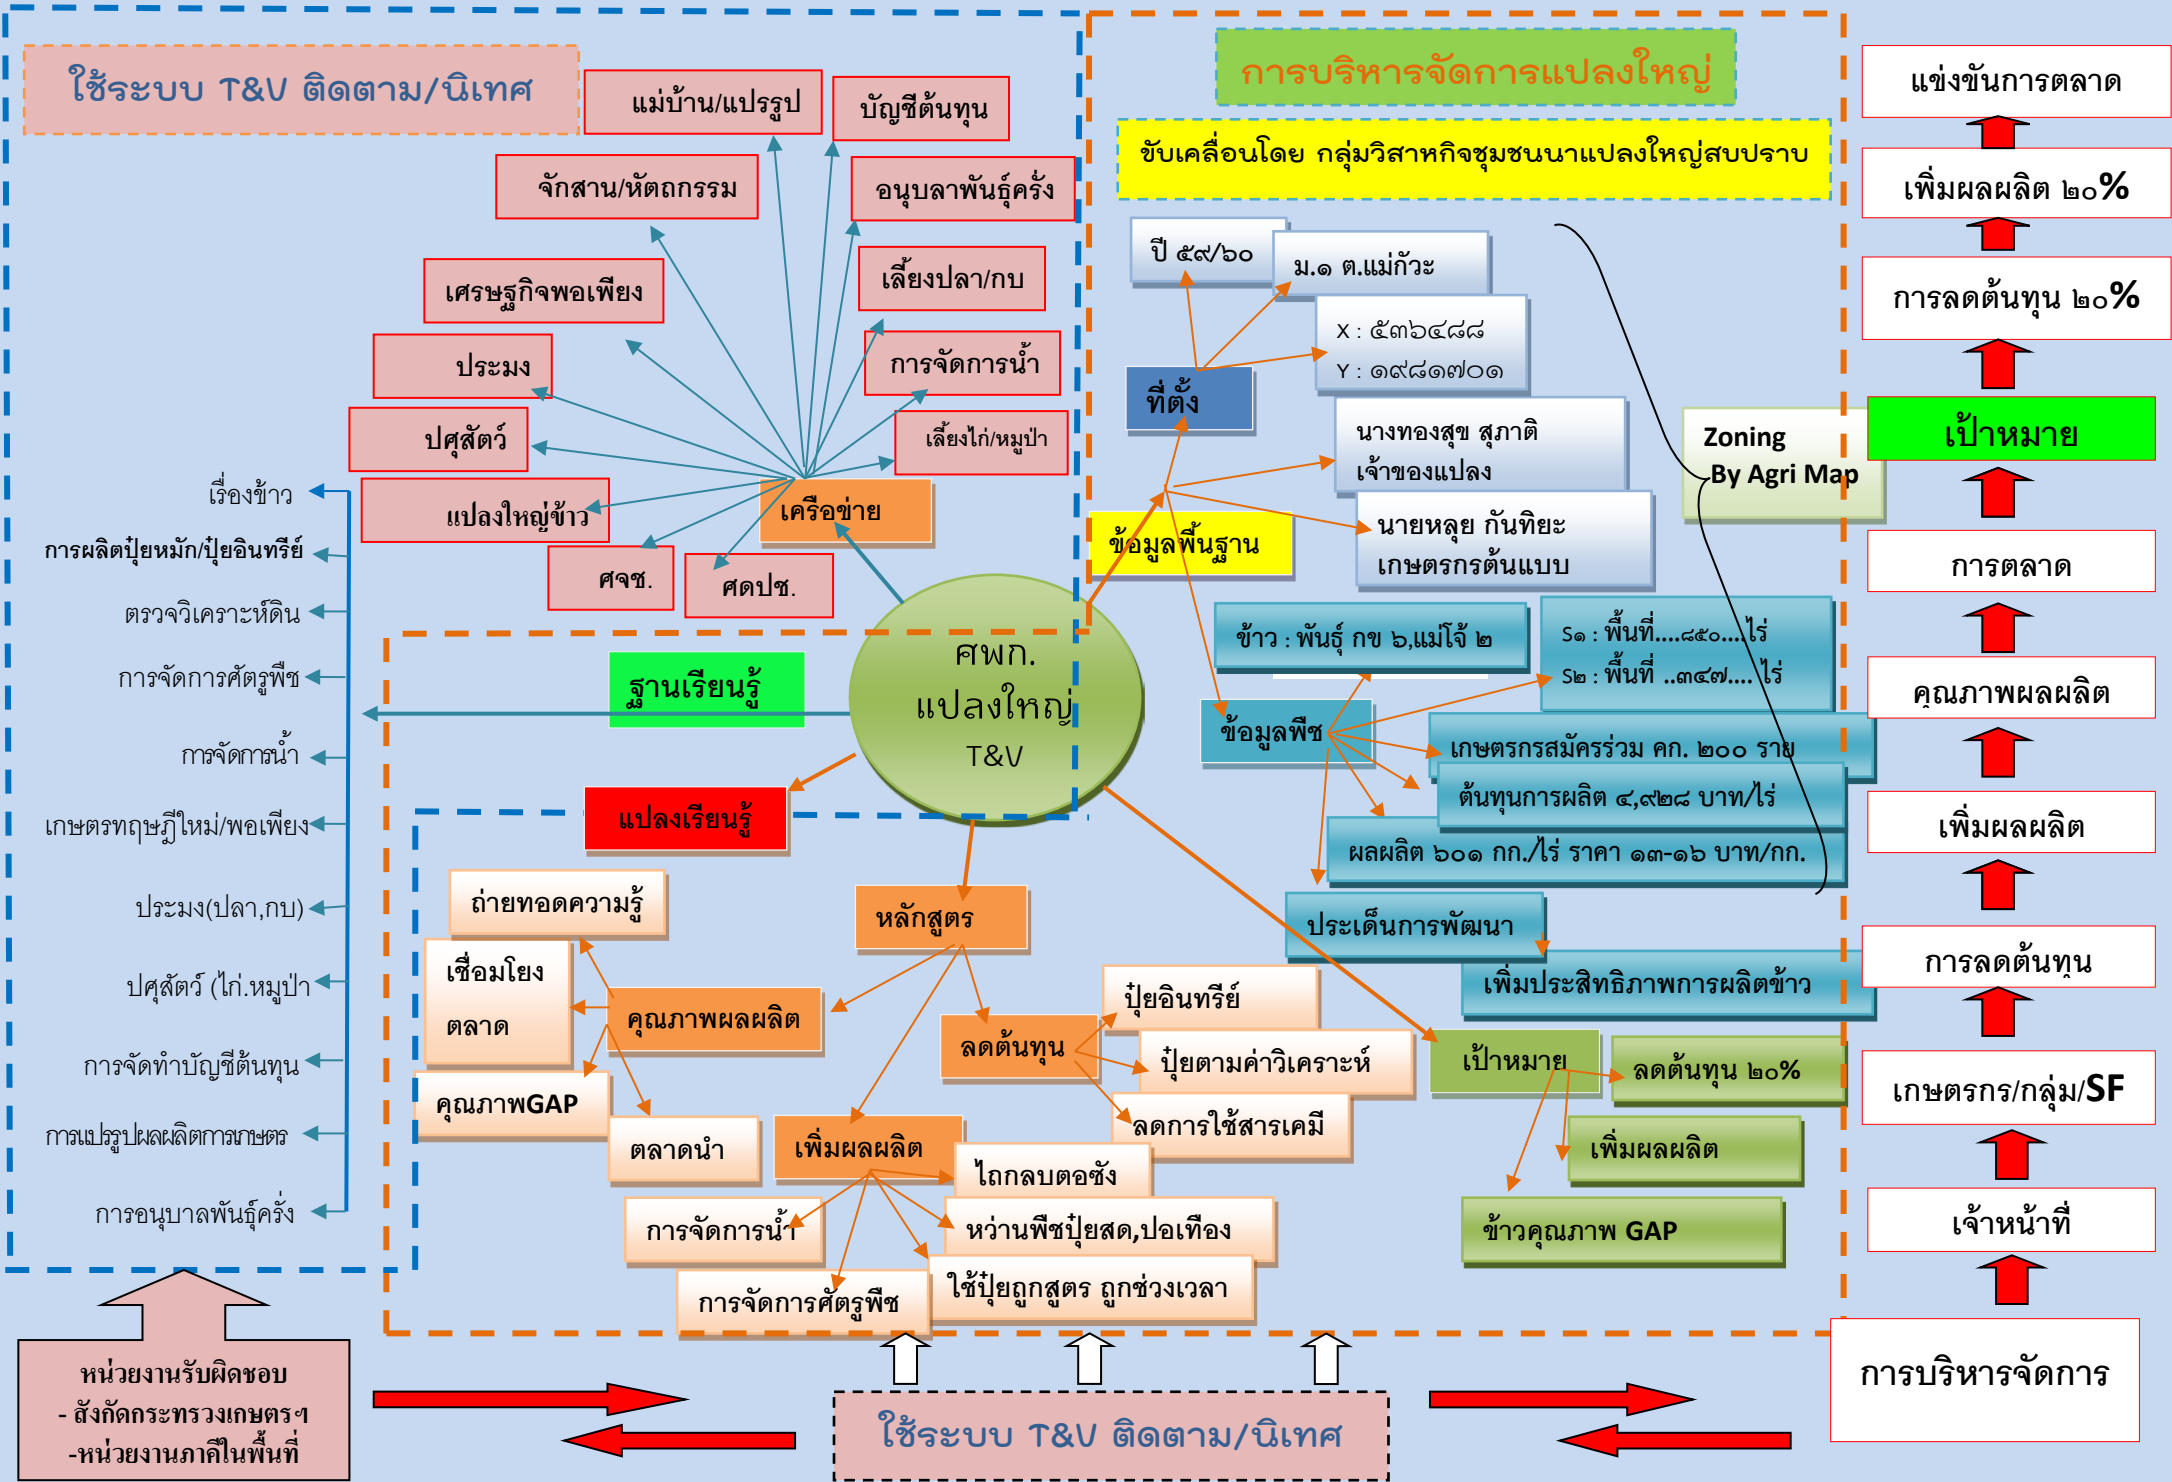 ใช้ระบบ T&V ติดตาม/นิเทศ
แม่บ้าน/แปรรูป
บัญชีต้นทุน
จักสาน/หัตถกรรม
อนุบลาพันธุ์ครั่ง
เศรษฐกิจพอเพียง
เลี้ยงปลา/กบ
ประมง
การจัดการน้ำ
ปศุสัตว์
เลี้ยงไก่/หมูป่า
แปลงใหญ่ข้าว
เครือข่าย
ศจช.
ศดปช.
เรื่องข้าว
การผลิตปุ๋ยหมัก/ปุ๋ยอินทรีย์
ตรวจวิเคราะห์ดิน
การจัดการศัตรูพืช
การจัดการน้ำ
เกษตรทฤษฎีใหม่/พอเพียง
ประมง(ปลา,กบ)
ปศุสัตว์ (ไก่.หมูป่า
การจัดทำบัญชีต้นทุน
การแปรรูปผลผลิตการเกษตร
การอนุบาลพันธุ์ครั่ง
ฐานเรียนรู้
แปลงเรียนรู้
ศพก.
แปลงใหญ่
T&V
การบริหารจัดการแปลงใหญ่
ขับเคลื่อนโดย กลุ่มวิสาหกิจชุมชนนาแปลงใหญ่สบปราบ
ปี ๕๙/๖๐
ม.๑ ต.แม่กัวะ
X : ๕๓๖๔๘๘
Y : ๑๙๘๑๗๐๑
ที่ตั้ง
นางทองสุข สุภาติ
เจ้าของแปลง
นายหลุย กันทิยะ
เกษตรกรต้นแบบ
ข้อมูลพื้นฐาน
Zoning
By Agri Map
ข้าว : พันธุ์ กข ๖,แม่โจ้ ๒
S๑ : พื้นที่....๘๕๐....ไร่
S๒ : พื้นที่ ..๓๔๗.... ไร่
ข้อมูลพืช
เกษตรกรสมัครร่วม คก. ๒๐๐ ราย
ต้นทุนการผลิต ๔,๙๒๘ บาท/ไร่
ผลผลิต ๖๐๑ กก./ไร่ ราคา ๑๓-๑๖ บาท/กก.
ประเด็นการพัฒนา
เพิ่มประสิทธิภาพการผลิตข้าว
หลักสูตร
ถ่ายทอดความรู้
เชื่อมโยง
ตลาด
คุณภาพGAP
ตลาดนำ
คุณภาพผลผลิต
ลดต้นทุน
ปุ๋ยอินทรีย์
ปุ๋ยตามค่าวิเคราะห์
ลดการใช้สารเคมี
เพิ่มผลผลิต
ไถกลบตอซัง
หว่านพืชปุ๋ยสด,ปอเทือง
ใช้ปุ๋ยถูกสูตร ถูกช่วงเวลา
การจัดการน้ำ
การจัดการศัตรูพืช
เป้าหมาย
ลดต้นทุน ๒๐%
เพิ่มผลผลิต
ข้าวคุณภาพ GAP
แข่งขันการตลาด
เพิ่มผลผลิต ๒๐%
การลดต้นทุน ๒๐%
เป้าหมาย
การตลาด
คุณภาพผลผลิต
เพิ่มผลผลิต
การลดต้นทุน
เกษตรกร/กลุ่ม/SF
เจ้าหน้าที่
การบริหารจัดการ
หน่วยงานรับผิดชอบ
- สังกัดกระทรวงเกษตรฯ
-หน่วยงานภาคีในพื้นที่
ใช้ระบบ T&V ติดตาม/นิเทศ